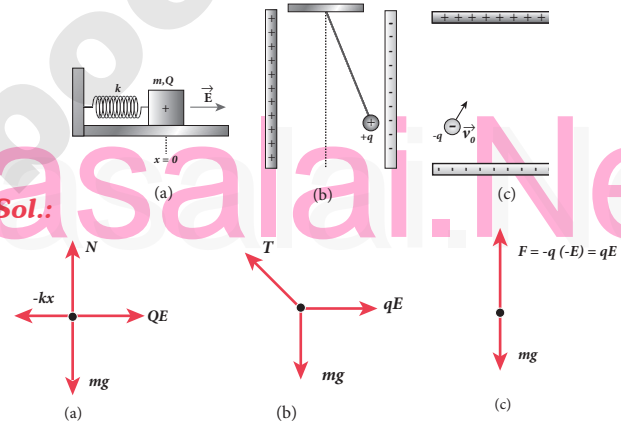 k
m,Q
+
E
x = 0
(a)
+ + + + + + + + + + +
+
+q
- - - - - - - - - - -
(b)
+ + + + + + + +
-
-q
v0
- - - - - - - -
(c)
asalai.Ne
Sol.:
N
-kx
QE
mg
(a)
T
qE
mg
(b)
F = -q (-E) = qE
mg
(c)